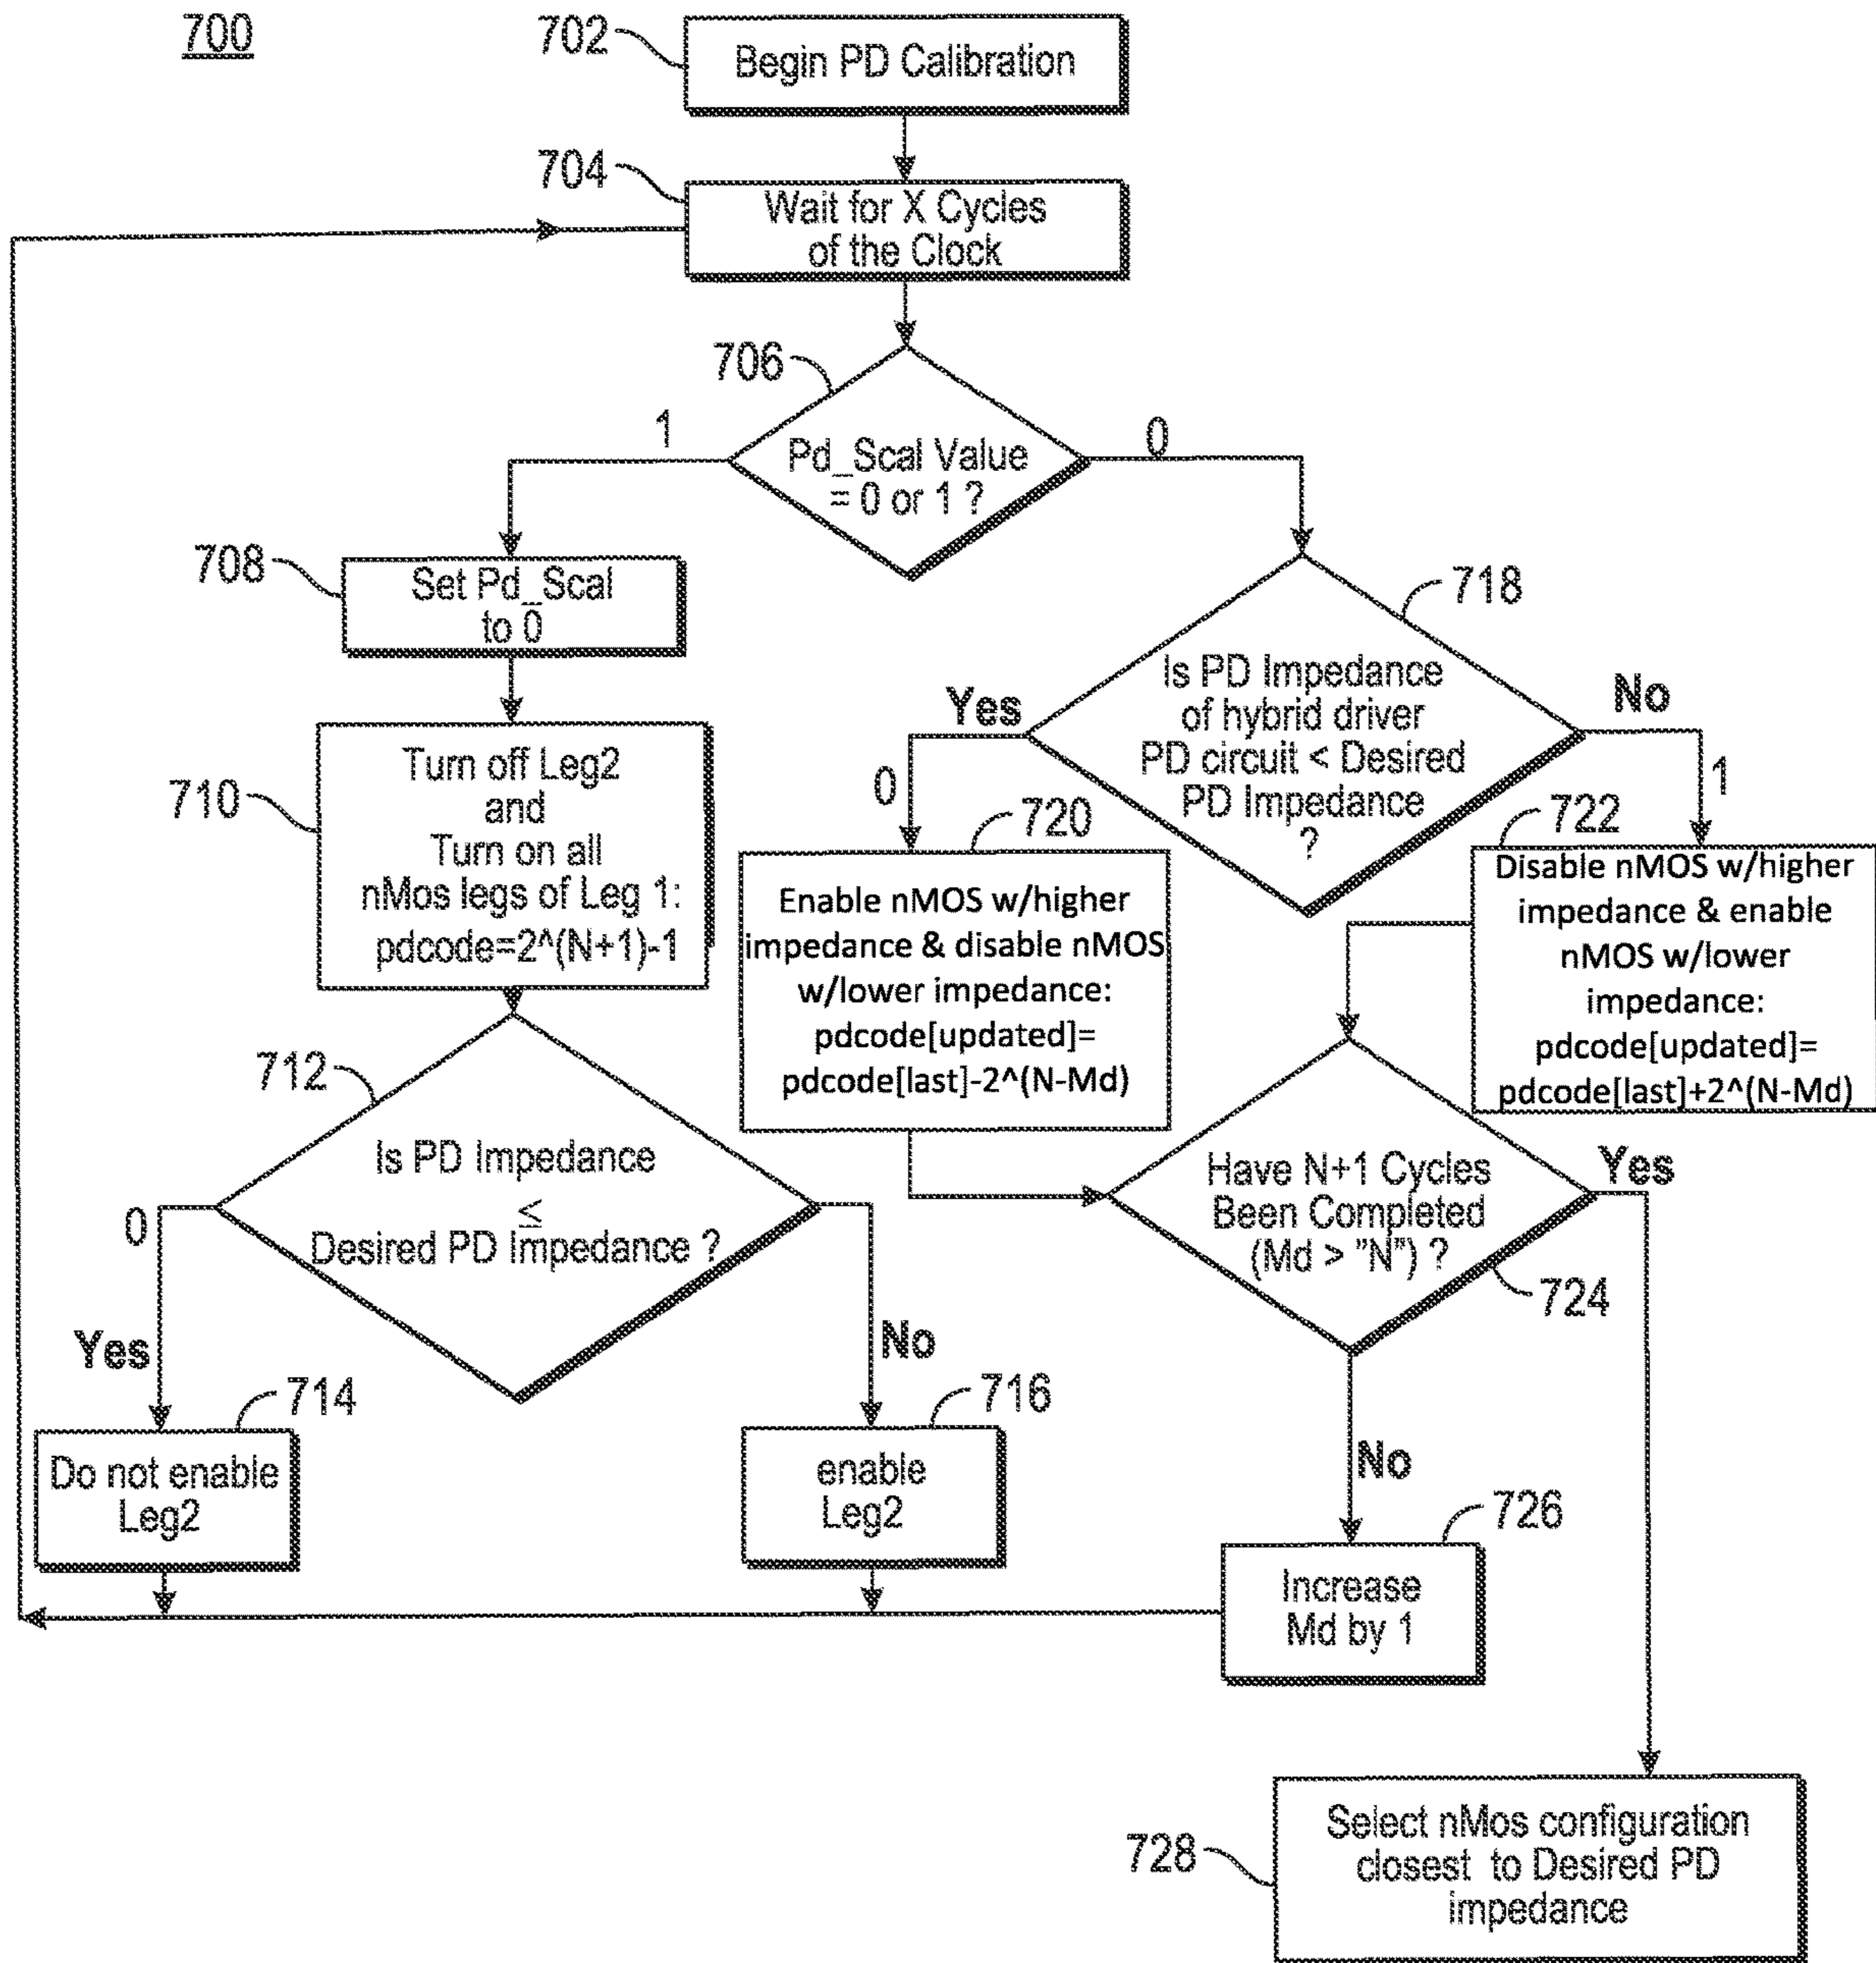 700
702
Begin PD Calibration
704
Wait for X Cycles
of the Clock
706
1
0
Pd_Scal Value
= 0 or 1 ?
708
Set Pd_Scal
to 0
718
Is PD Impedance
of hybrid driver
PD circuit < Desired
PD Impedance
?
Yes
No
0
1
710
Turn off Leg2
and
Turn on all
nMos legs of Leg 1:
pdcode=2^(N+1)-1
720
Enable nMOS w/higher
impedance & disable nMOS
w/lower impedance:
pdcode[updated]=
pdcode[last]-2^(N-Md)
722
Disable nMOS w/higher
impedance & enable
nMOS w/lower
impedance:
pdcode[updated]=
pdcode[last]+2^(N-Md)
712
Is PD Impedance
≤
Desired PD Impedance ?
0
Yes
No
Have N+1 Cycles
Been Completed
(Md > "N") ?
Yes
724
No
714
Do not enable
Leg2
716
enable
Leg2
726
Increase
Md by 1
728
Select nMos configuration
closest to Desired PD
impedance